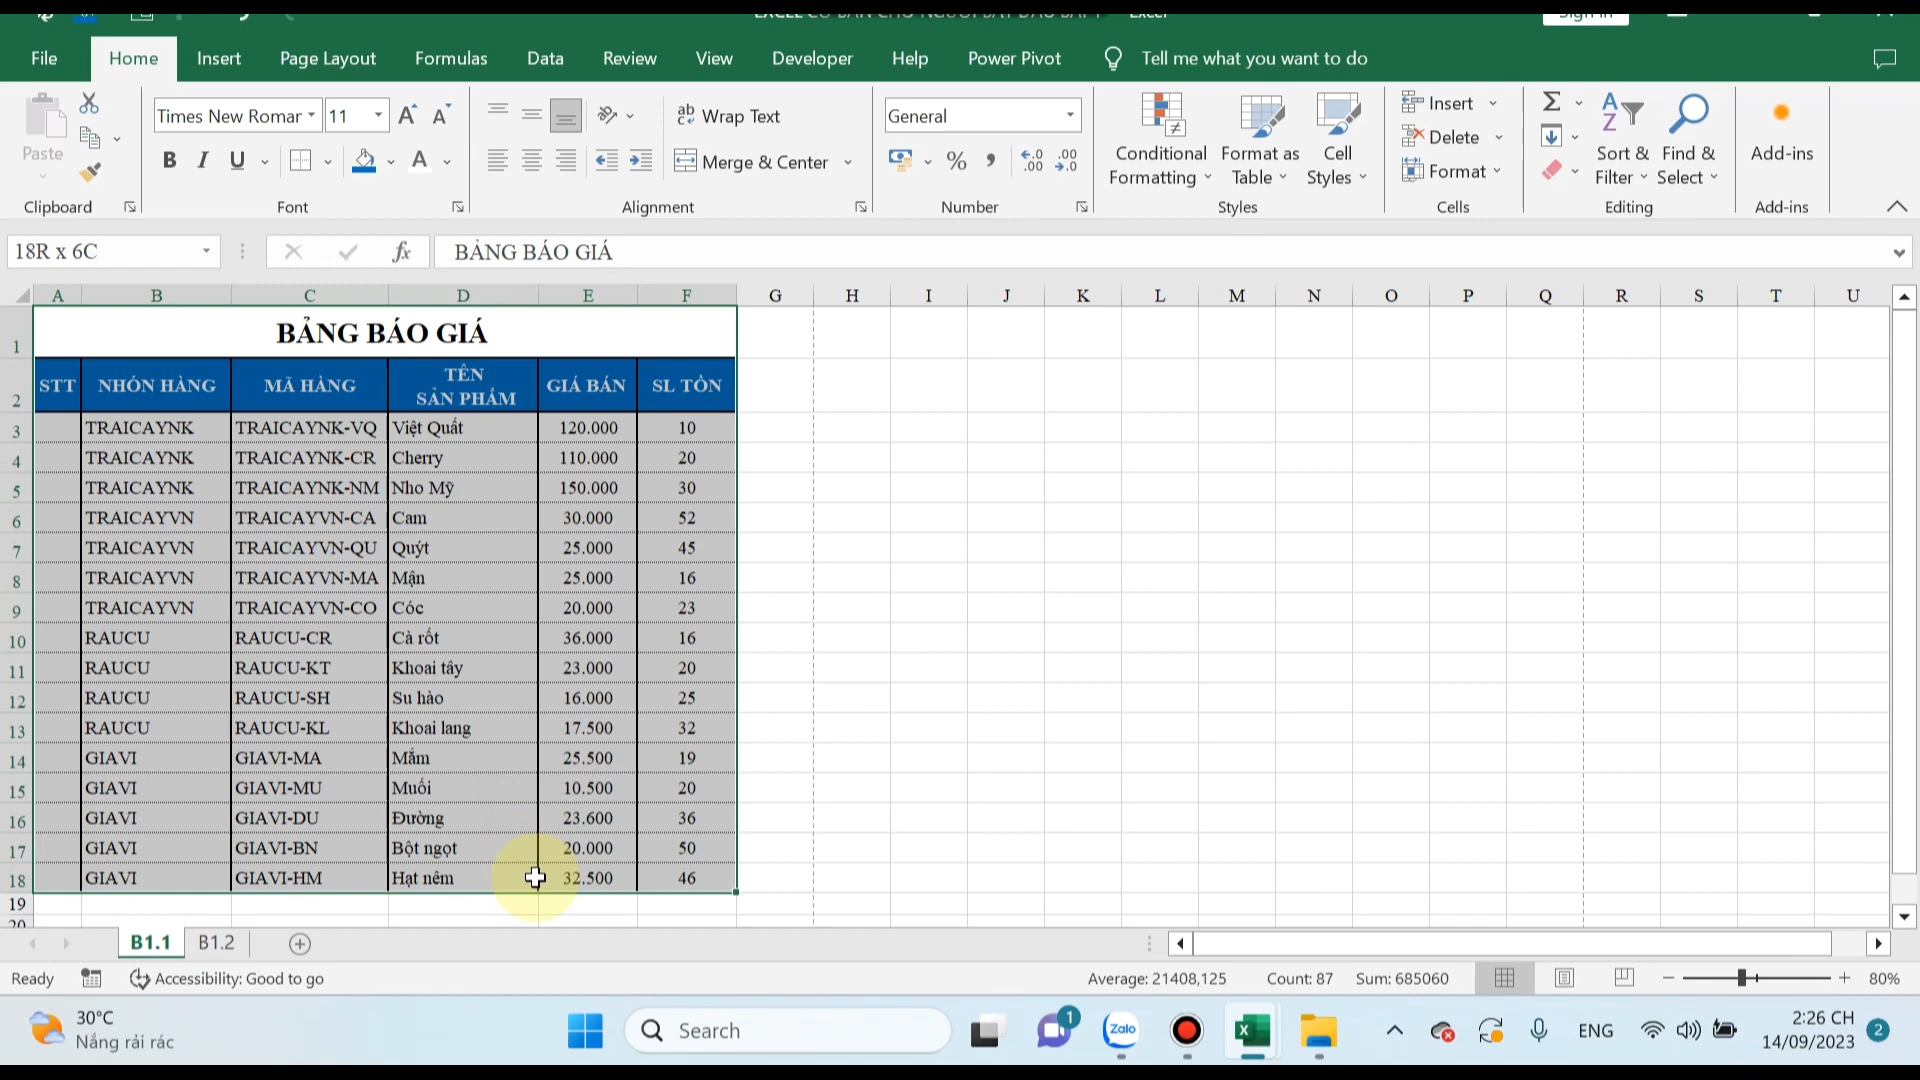 File Home Insert Page Layout Formulas Data Review View Developer Help Power Pivot Tell me what you want to do
Paste
Clipboard
Times New Romar 11
B I U
Font
Wrap Text
Merge & Center
Alignment
General
Number
Conditional Formatting
Format as Table
Cell Styles
Styles
Insert
Delete
Format
Cells
Sort & Filter
Find & Select
Editing
Add-ins
Add-ins
18R x 6C fx BẢNG BÁO GIÁ
A B C D E F G H I J K L M N O P Q R S T U
1 BẢNG BÁO GIÁ
2 STT NHÓN HÀNG MÃ HÀNG TÊN SẢN PHẨM GIÁ BÁN SL TỒN
3 TRAICAYNK TRAICAYNK-VQ Việt Quất 120.000 10
4 TRAICAYNK TRAICAYNK-CR Cherry 110.000 20
5 TRAICAYNK TRAICAYNK-NM Nho Mỹ 150.000 30
6 TRAICAYVN TRAICAYVN-CA Cam 30.000 52
7 TRAICAYVN TRAICAYVN-QU Quýt 25.000 45
8 TRAICAYVN TRAICAYVN-MA Mận 25.000 16
9 TRAICAYVN TRAICAYVN-CO Cóc 20.000 23
10 RAUCU RAUCU-CR Cà rốt 36.000 16
11 RAUCU RAUCU-KT Khoai tây 23.000 20
12 RAUCU RAUCU-SH Su hào 16.000 25
13 RAUCU RAUCU-KL Khoai lang 17.500 32
14 GIAVI GIAVI-MA Mắm 25.500 19
15 GIAVI GIAVI-MU Muối 10.500 20
16 GIAVI GIAVI-DU Đường 23.600 36
17 GIAVI GIAVI-BN Bột ngọt 20.000 50
18 GIAVI GIAVI-HM Hạt nêm 32.500 46
19
20
B1.1 B1.2
Ready Accessibility: Good to go Average: 21408,125 Count: 87 Sum: 685060 80%
30°C
Nắng rải rác
Search
1
Zalo
ENG
2:26 CH
14/09/2023
2